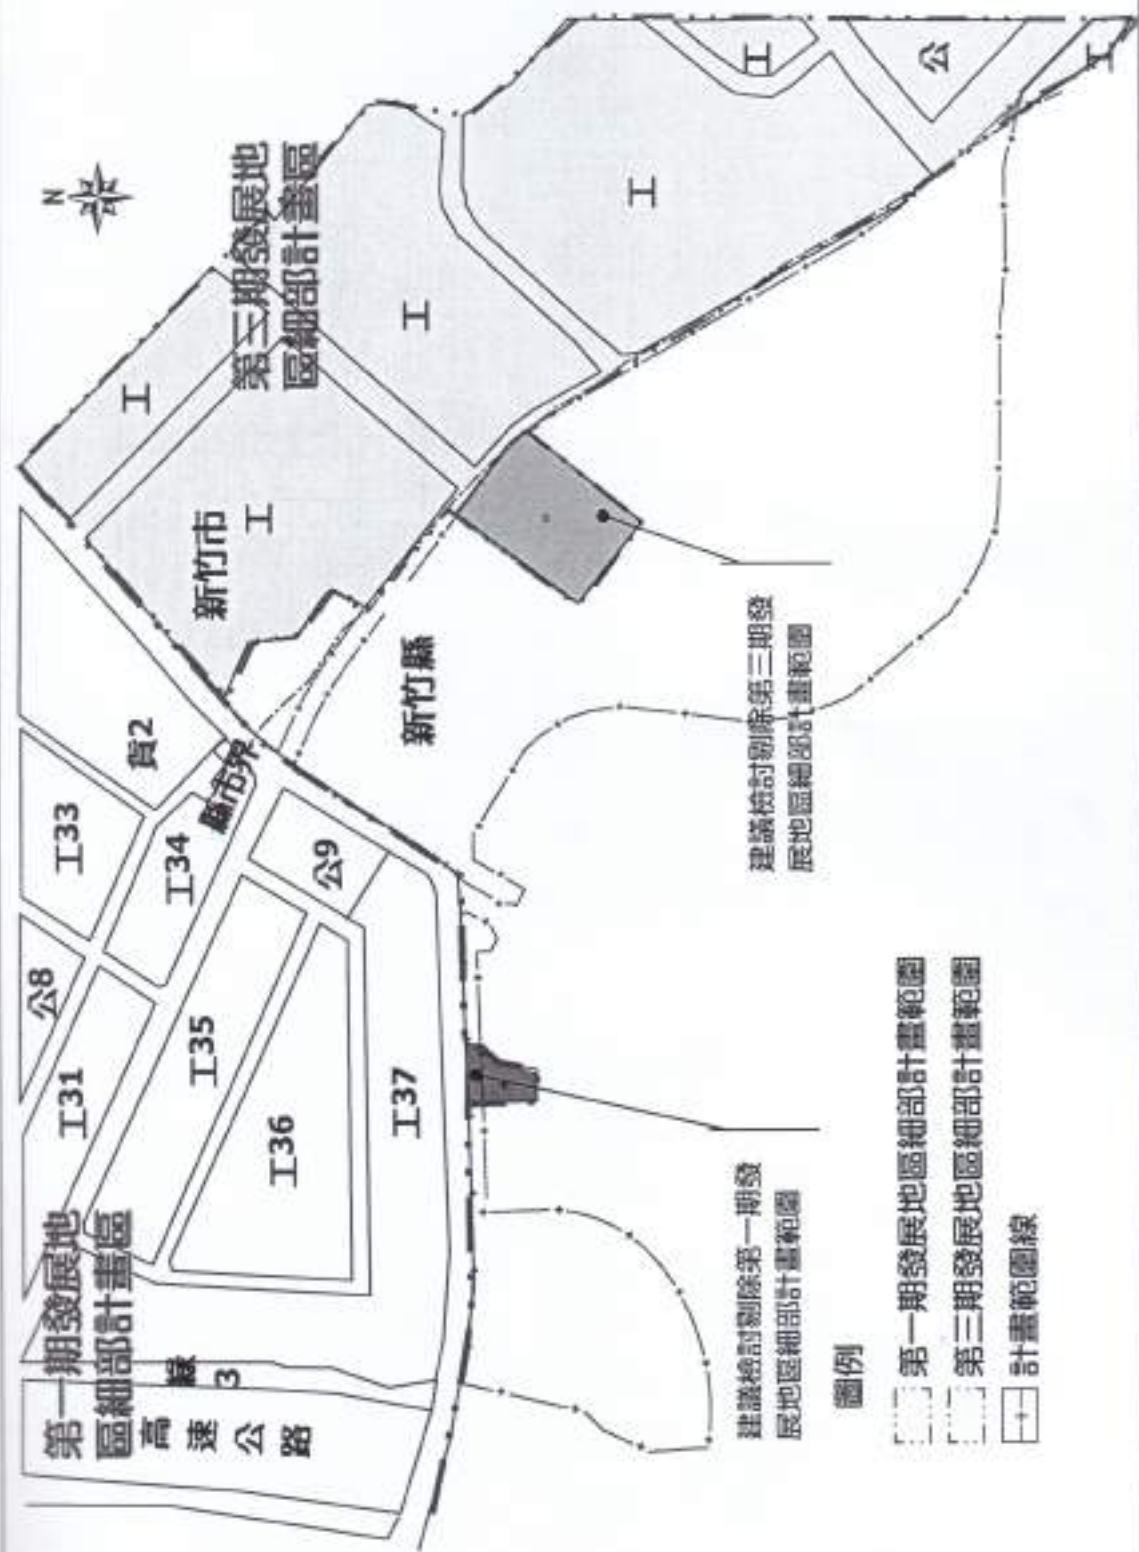 第一期發展地
區細部計畫區
高速公路
綠
3
工31
公8
工33
工34
貨2
工35
工36
工37
公9
縣市界
新竹市
工
工
新竹縣
第三期發展地
區細部計畫區
工
工
工
公
工
N
建議檢討剔除第一期發
展地區細部計畫範圍
建議檢討剔除第三期發
展地區細部計畫範圍
圖例
第一期發展地區細部計畫範圍
第三期發展地區細部計畫範圍
計畫範圍線